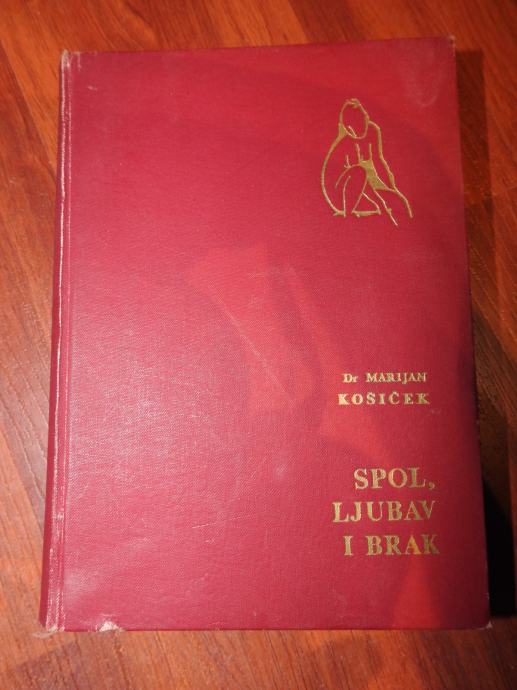 Dr MARIJAN
KOŠIČEK
SPOL,
LJUBAV
I BRAK